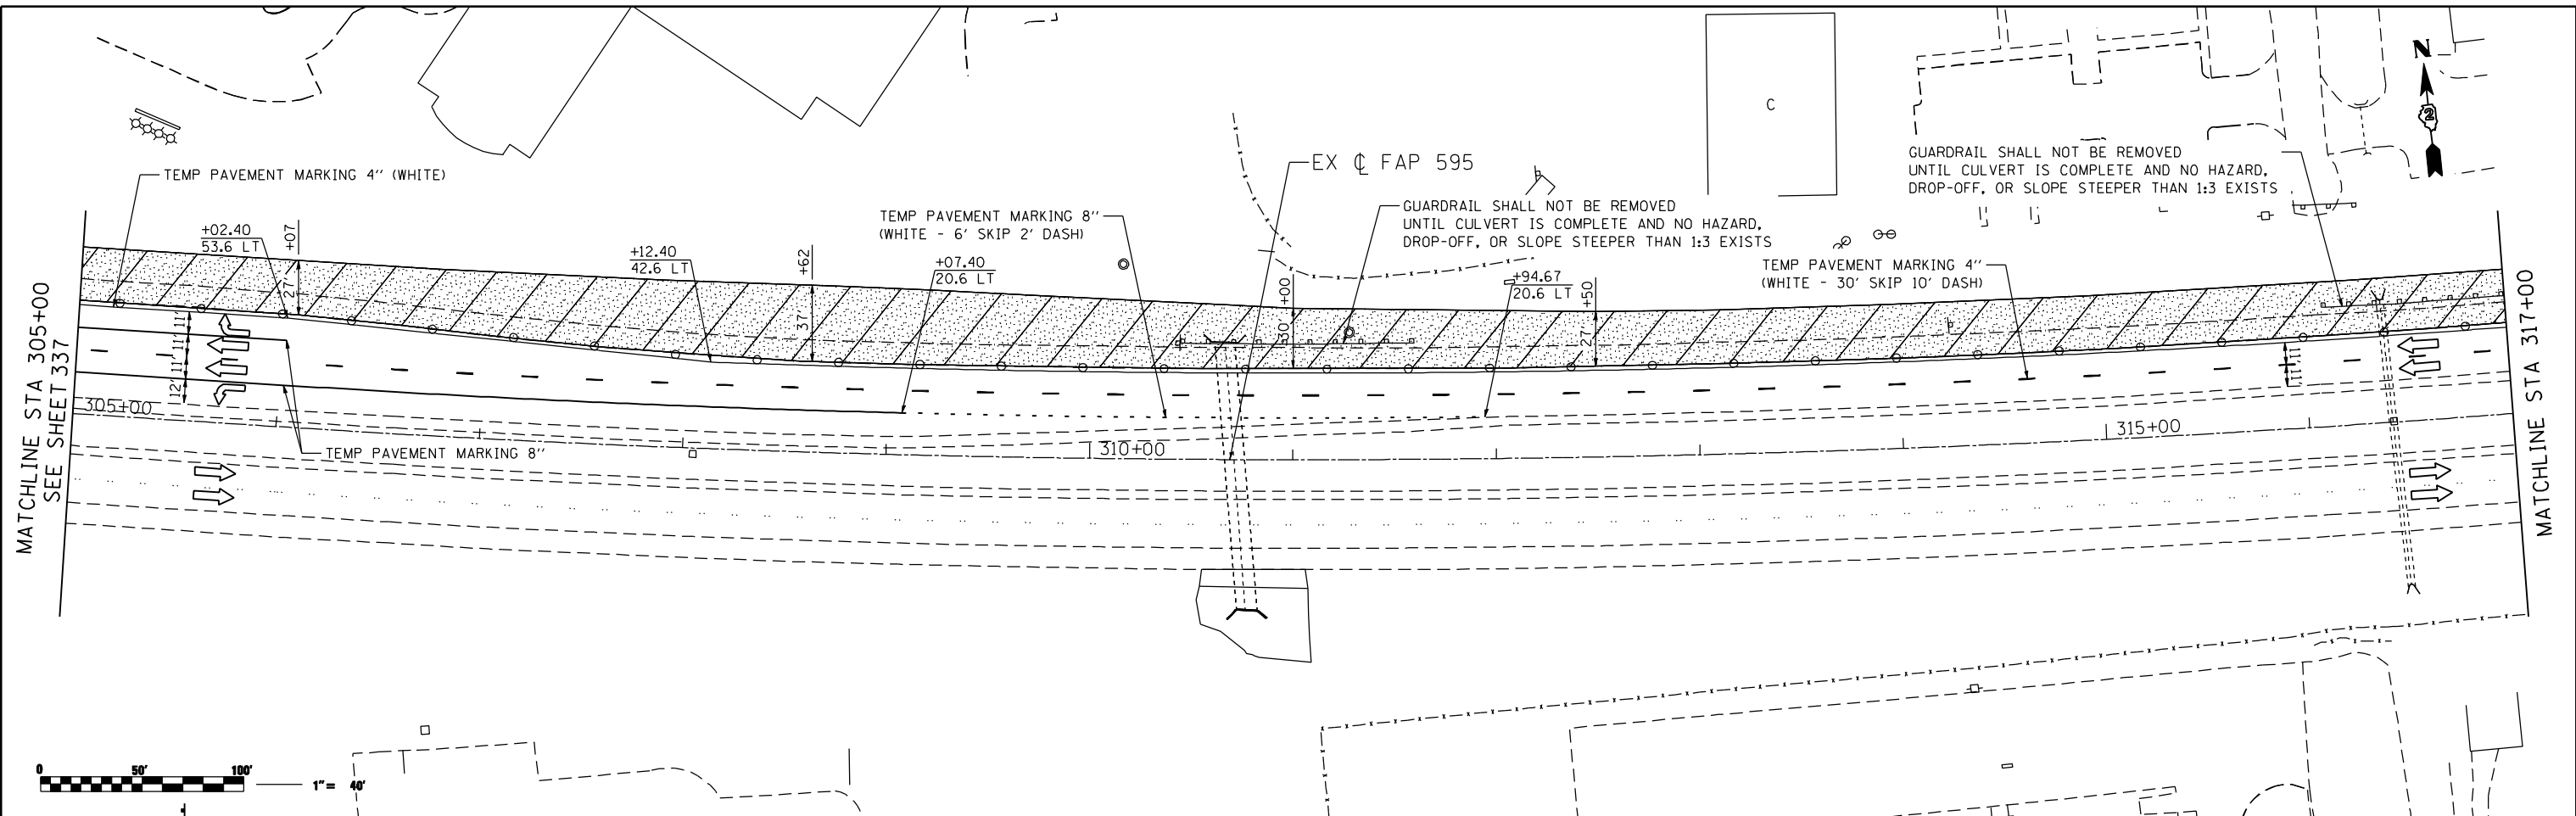 N
2
C
GUARDRAIL SHALL NOT BE REMOVED
UNTIL CULVERT IS COMPLETE AND NO HAZARD,
DROP-OFF, OR SLOPE STEEPER THAN 1:3 EXISTS
EX ℄ FAP 595
TEMP PAVEMENT MARKING 4" (WHITE)
GUARDRAIL SHALL NOT BE REMOVED
UNTIL CULVERT IS COMPLETE AND NO HAZARD,
DROP-OFF, OR SLOPE STEEPER THAN 1:3 EXISTS
TEMP PAVEMENT MARKING 8"
(WHITE - 6' SKIP 2' DASH)
+02.40
53.6 LT
+07
27'
+12.40
42.6 LT
+62
37'
+07.40
20.6 LT
+00
30'
+94.67
20.6 LT
+50
27'
TEMP PAVEMENT MARKING 4"
(WHITE - 30' SKIP 10' DASH)
MATCHLINE STA 305+00
SEE SHEET 337
11'
11'
11'
12'
11'
11'
305+00
310+00
315+00
TEMP PAVEMENT MARKING 8"
MATCHLINE STA 317+00
0 50' 100'
1" = 40'